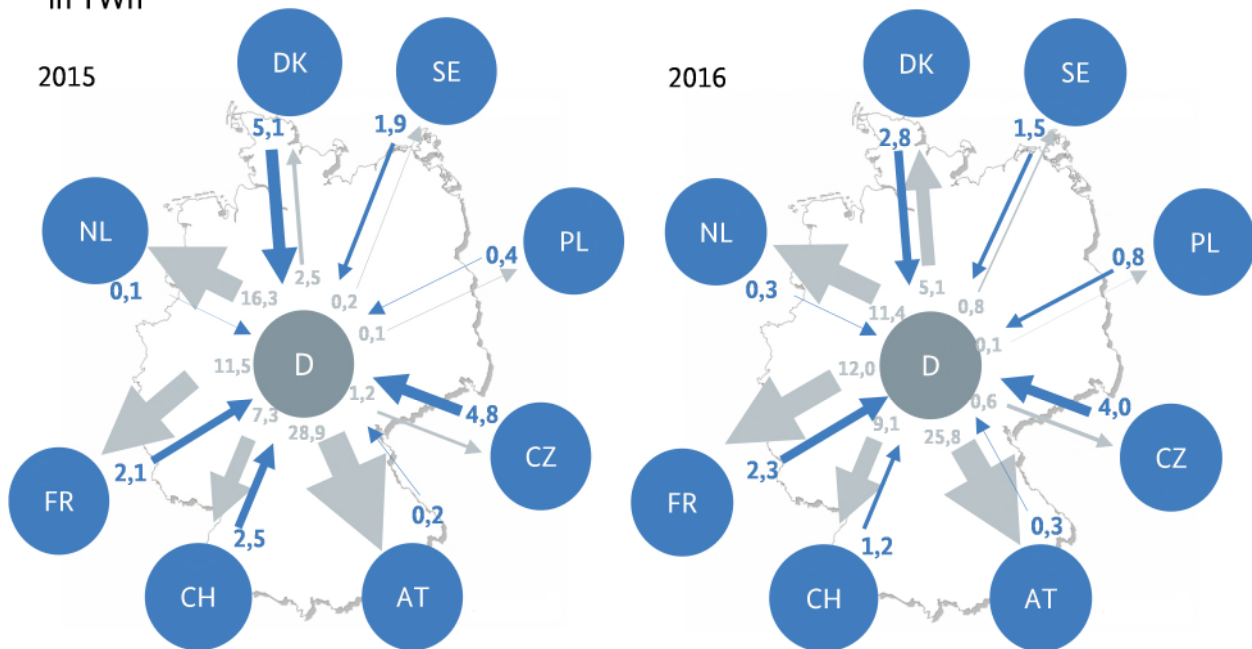 in TWh
2015
DK
SE
5,1
1,9
NL
PL
0,1
0,4
16,3
2,5
0,2
0,1
11,5
D
1,2
7,3
28,9
4,8
2,1
FR
CZ
2,5
0,2
CH
AT
2016
DK
SE
2,8
1,5
NL
PL
0,3
0,8
11,4
5,1
0,8
0,1
12,0
D
0,6
9,1
25,8
4,0
2,3
FR
CZ
1,2
0,3
CH
AT